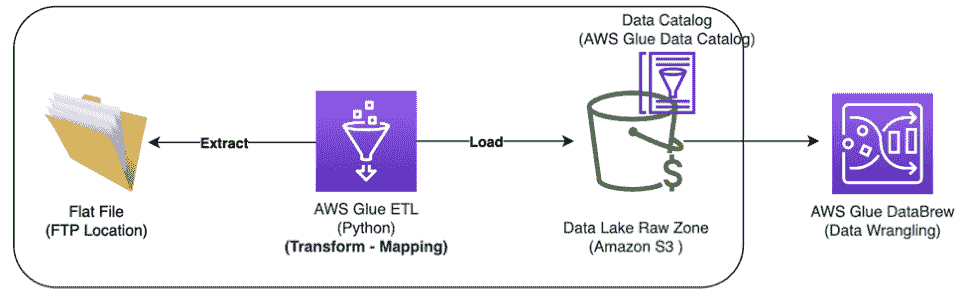 Data Catalog
(AWS Glue Data Catalog)
Extract
Load
$
Flat File
(FTP Location)
AWS Glue ETL
(Python)
(Transform - Mapping)
Data Lake Raw Zone
(Amazon S3 )
AWS Glue DataBrew
(Data Wrangling)